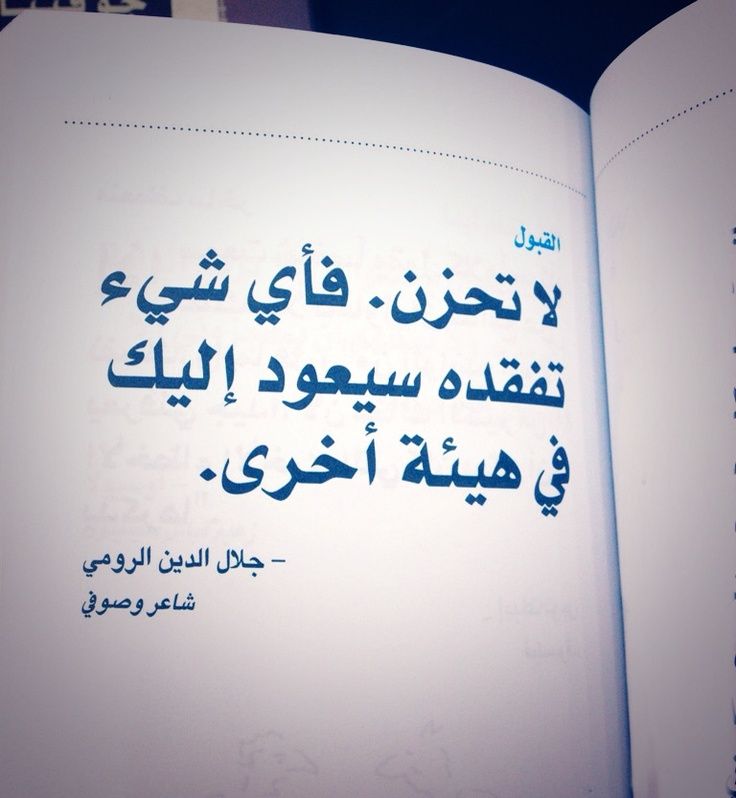 القبول
لا تحزن. فأي شيء
تفقده سيعود إليك
في هيئة أخرى.
– جلال الدين الرومي
شاعر وصوفي